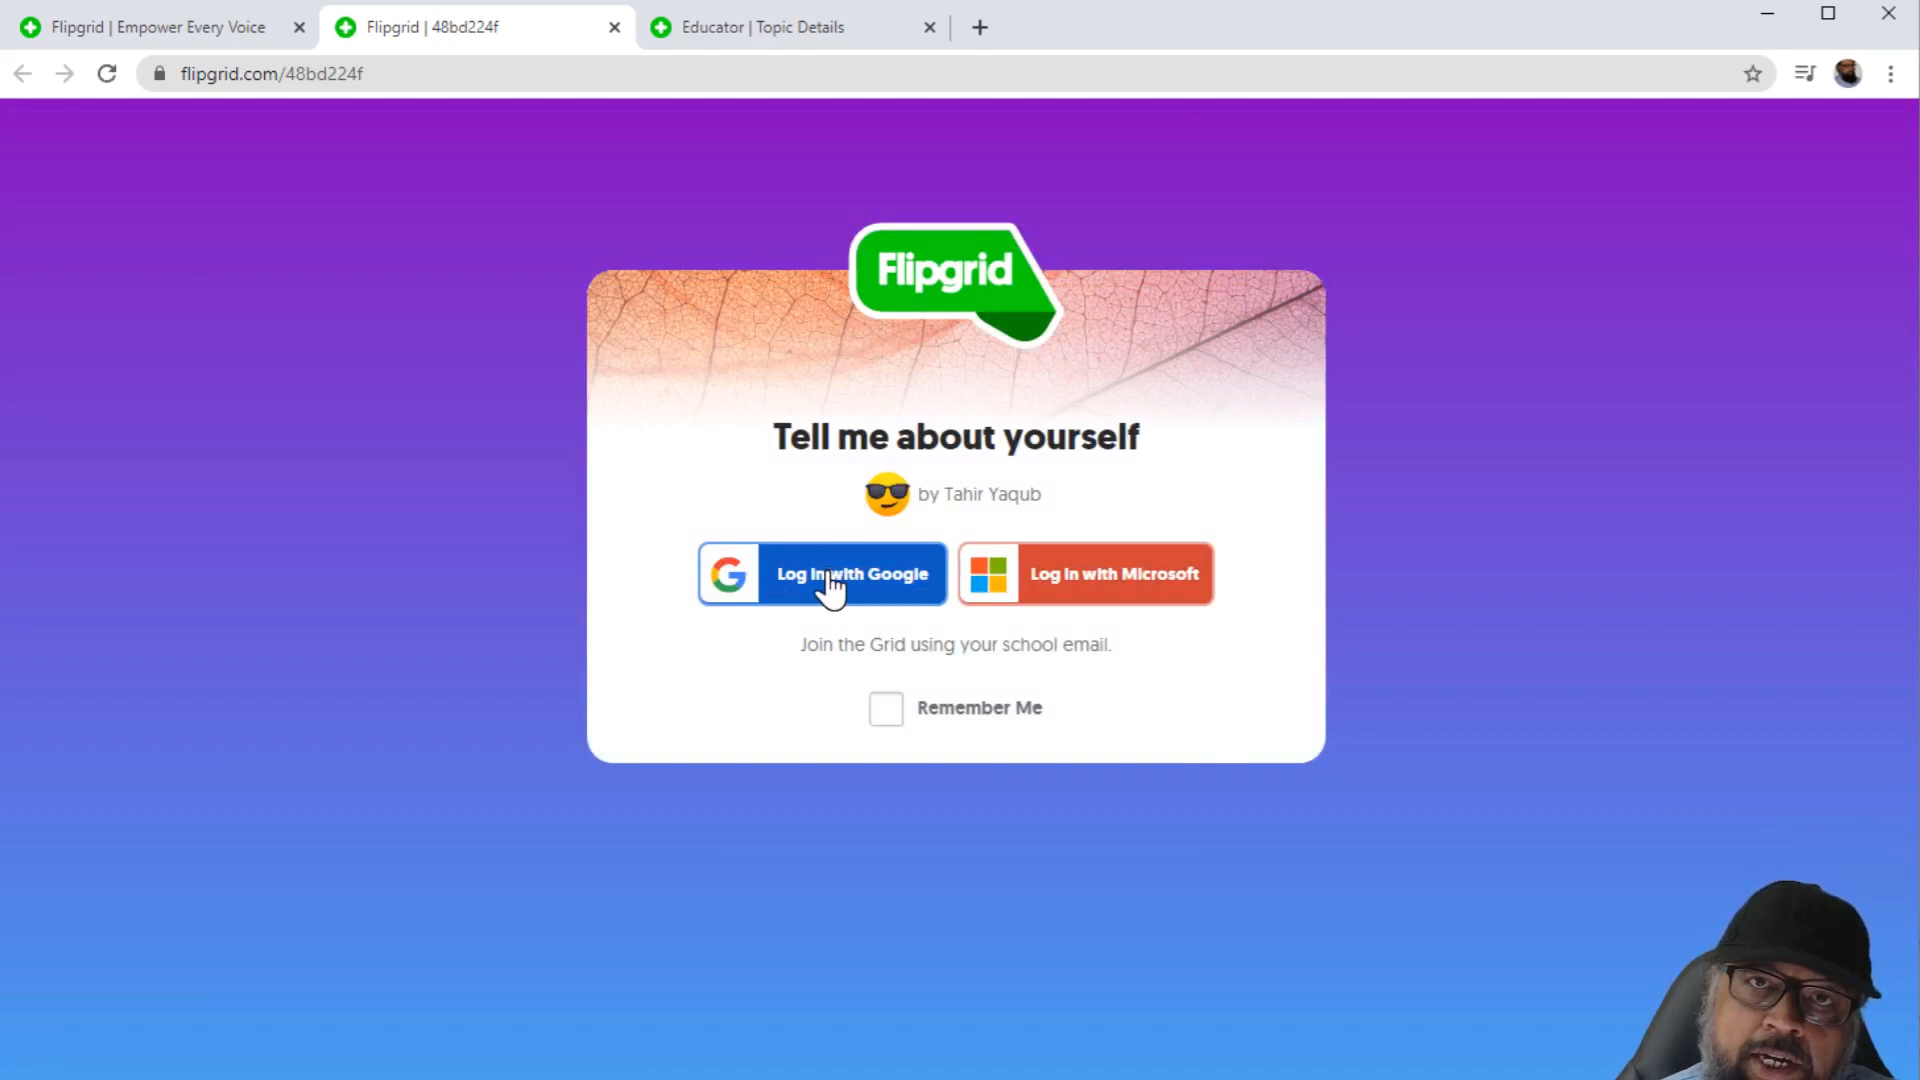 Flipgrid | Empower Every Voice
Flipgrid | 48bd224f
Educator | Topic Details
flipgrid.com/48bd224f
Flipgrid
Tell me about yourself
by Tahir Yaqub
Log in with Google
Log in with Microsoft
Join the Grid using your school email.
Remember Me